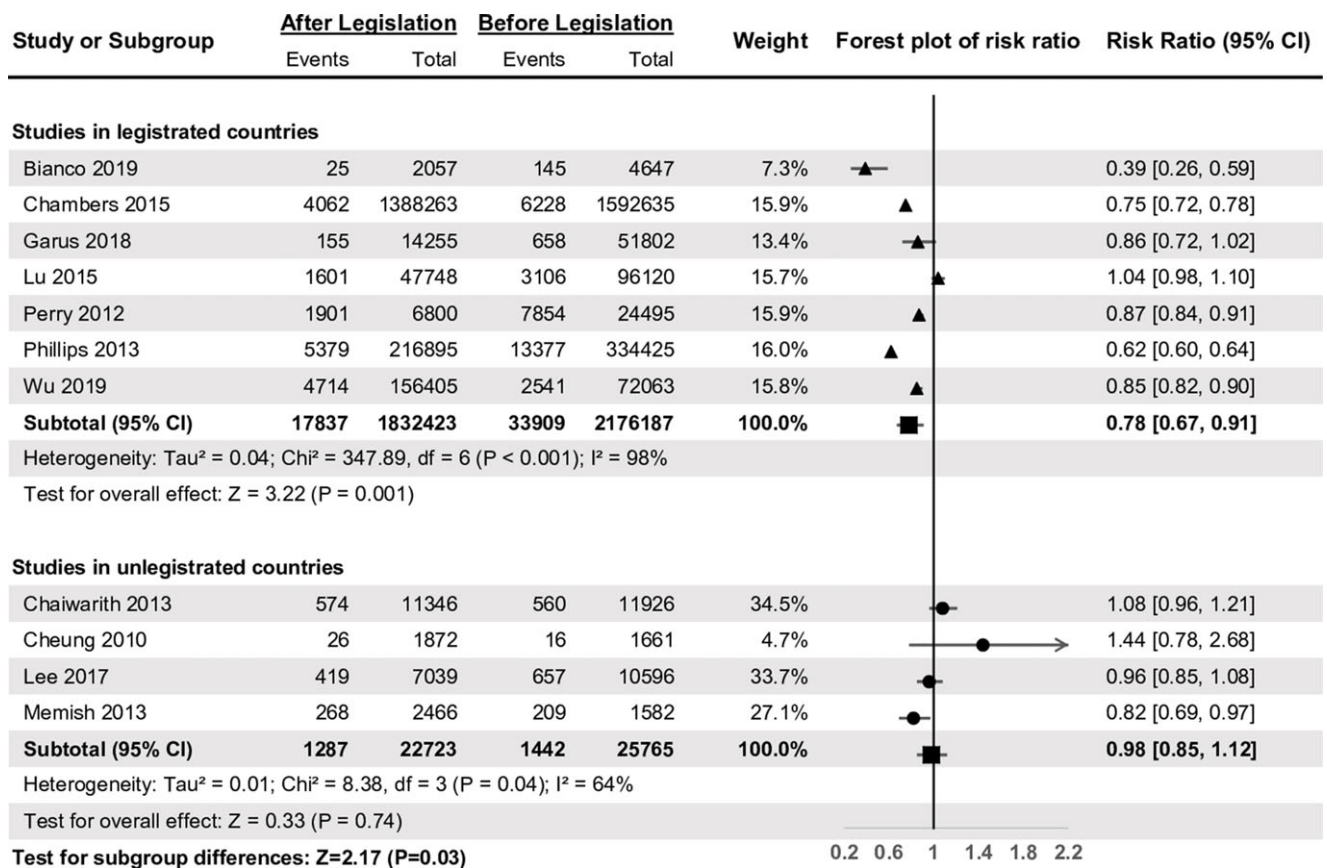 Study or Subgroup After Legislation Before Legislation Weight Forest plot of risk ratio Risk Ratio (95% CI)
Events Total Events Total
Studies in legistrated countries
Bianco 2019 25 2057 145 4647 7.3% 0.39 [0.26, 0.59]
Chambers 2015 4062 1388263 6228 1592635 15.9% 0.75 [0.72, 0.78]
Garus 2018 155 14255 658 51802 13.4% 0.86 [0.72, 1.02]
Lu 2015 1601 47748 3106 96120 15.7% 1.04 [0.98, 1.10]
Perry 2012 1901 6800 7854 24495 15.9% 0.87 [0.84, 0.91]
Phillips 2013 5379 216895 13377 334425 16.0% 0.62 [0.60, 0.64]
Wu 2019 4714 156405 2541 72063 15.8% 0.85 [0.82, 0.90]
Subtotal (95% CI) 17837 1832423 33909 2176187 100.0% 0.78 [0.67, 0.91]
Heterogeneity: Tau² = 0.04; Chi² = 347.89, df = 6 (P < 0.001); I² = 98%
Test for overall effect: Z = 3.22 (P = 0.001)
Studies in unlegistrated countries
Chaiwarith 2013 574 11346 560 11926 34.5% 1.08 [0.96, 1.21]
Cheung 2010 26 1872 16 1661 4.7% 1.44 [0.78, 2.68]
Lee 2017 419 7039 657 10596 33.7% 0.96 [0.85, 1.08]
Memish 2013 268 2466 209 1582 27.1% 0.82 [0.69, 0.97]
Subtotal (95% CI) 1287 22723 1442 25765 100.0% 0.98 [0.85, 1.12]
Heterogeneity: Tau² = 0.01; Chi² = 8.38, df = 3 (P = 0.04); I² = 64%
Test for overall effect: Z = 0.33 (P = 0.74)
Test for subgroup differences: Z=2.17 (P=0.03) 0.2 0.6 1 1.4 1.8 2.2